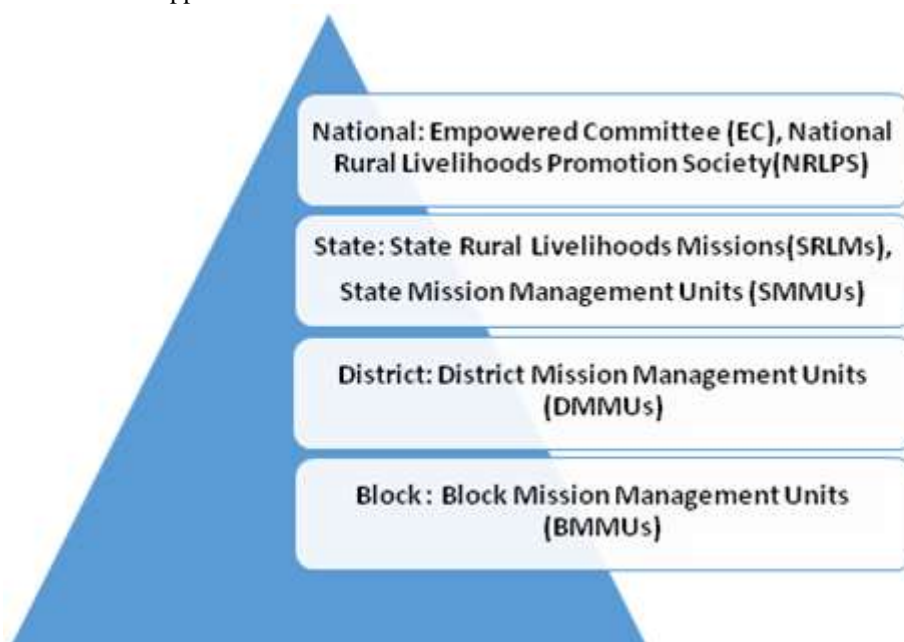 National: Empowered Committee (EC), National
Rural Livelihoods Promotion Society(NRLPS)
State: State Rural Livelihoods Missions(SRLMs),
State Mission Management Units (SMMUs)
District: District Mission Management Units
(DMMUs)
Block : Block Mission Management Units
(BMMUs)